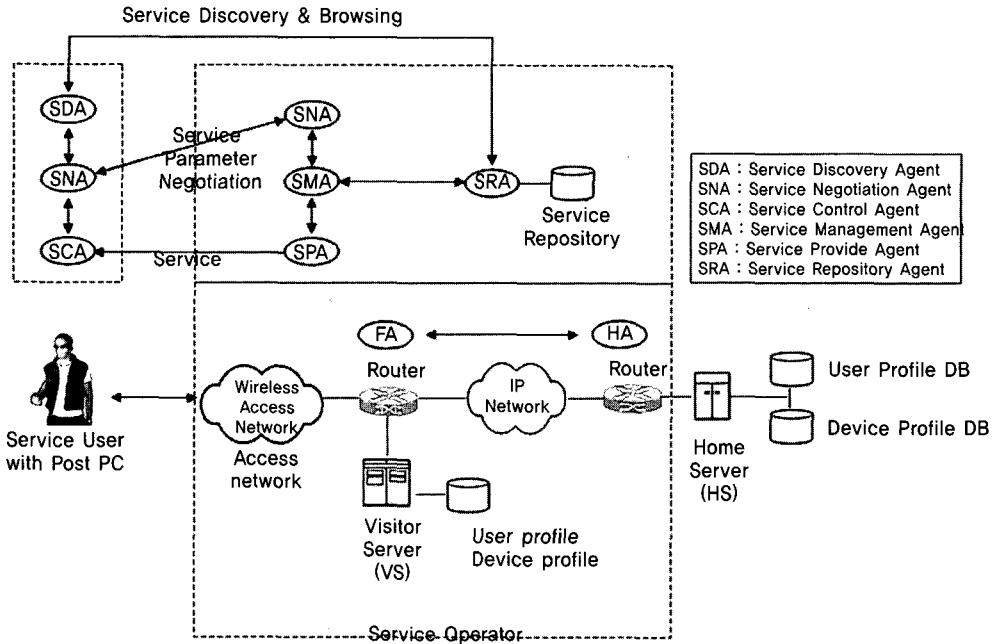 Service Discovery & Browsing
SDA
SNA
SCA
Service
Parameter
Negotiation
Service
SNA
SMA
SPA
SRA
Service
Repository
SDA : Service Discovery Agent
SNA : Service Negotiation Agent
SCA : Service Control Agent
SMA : Service Management Agent
SPA : Service Provide Agent
SRA : Service Repository Agent
FA
HA
Router
Router
Wireless
Access
Network
Access
network
IP
Network
Service User
with Post PC
Visitor
Server
(VS)
User profile
Device profile
Home
Server
(HS)
User Profile DB
Device Profile DB
Service Operator